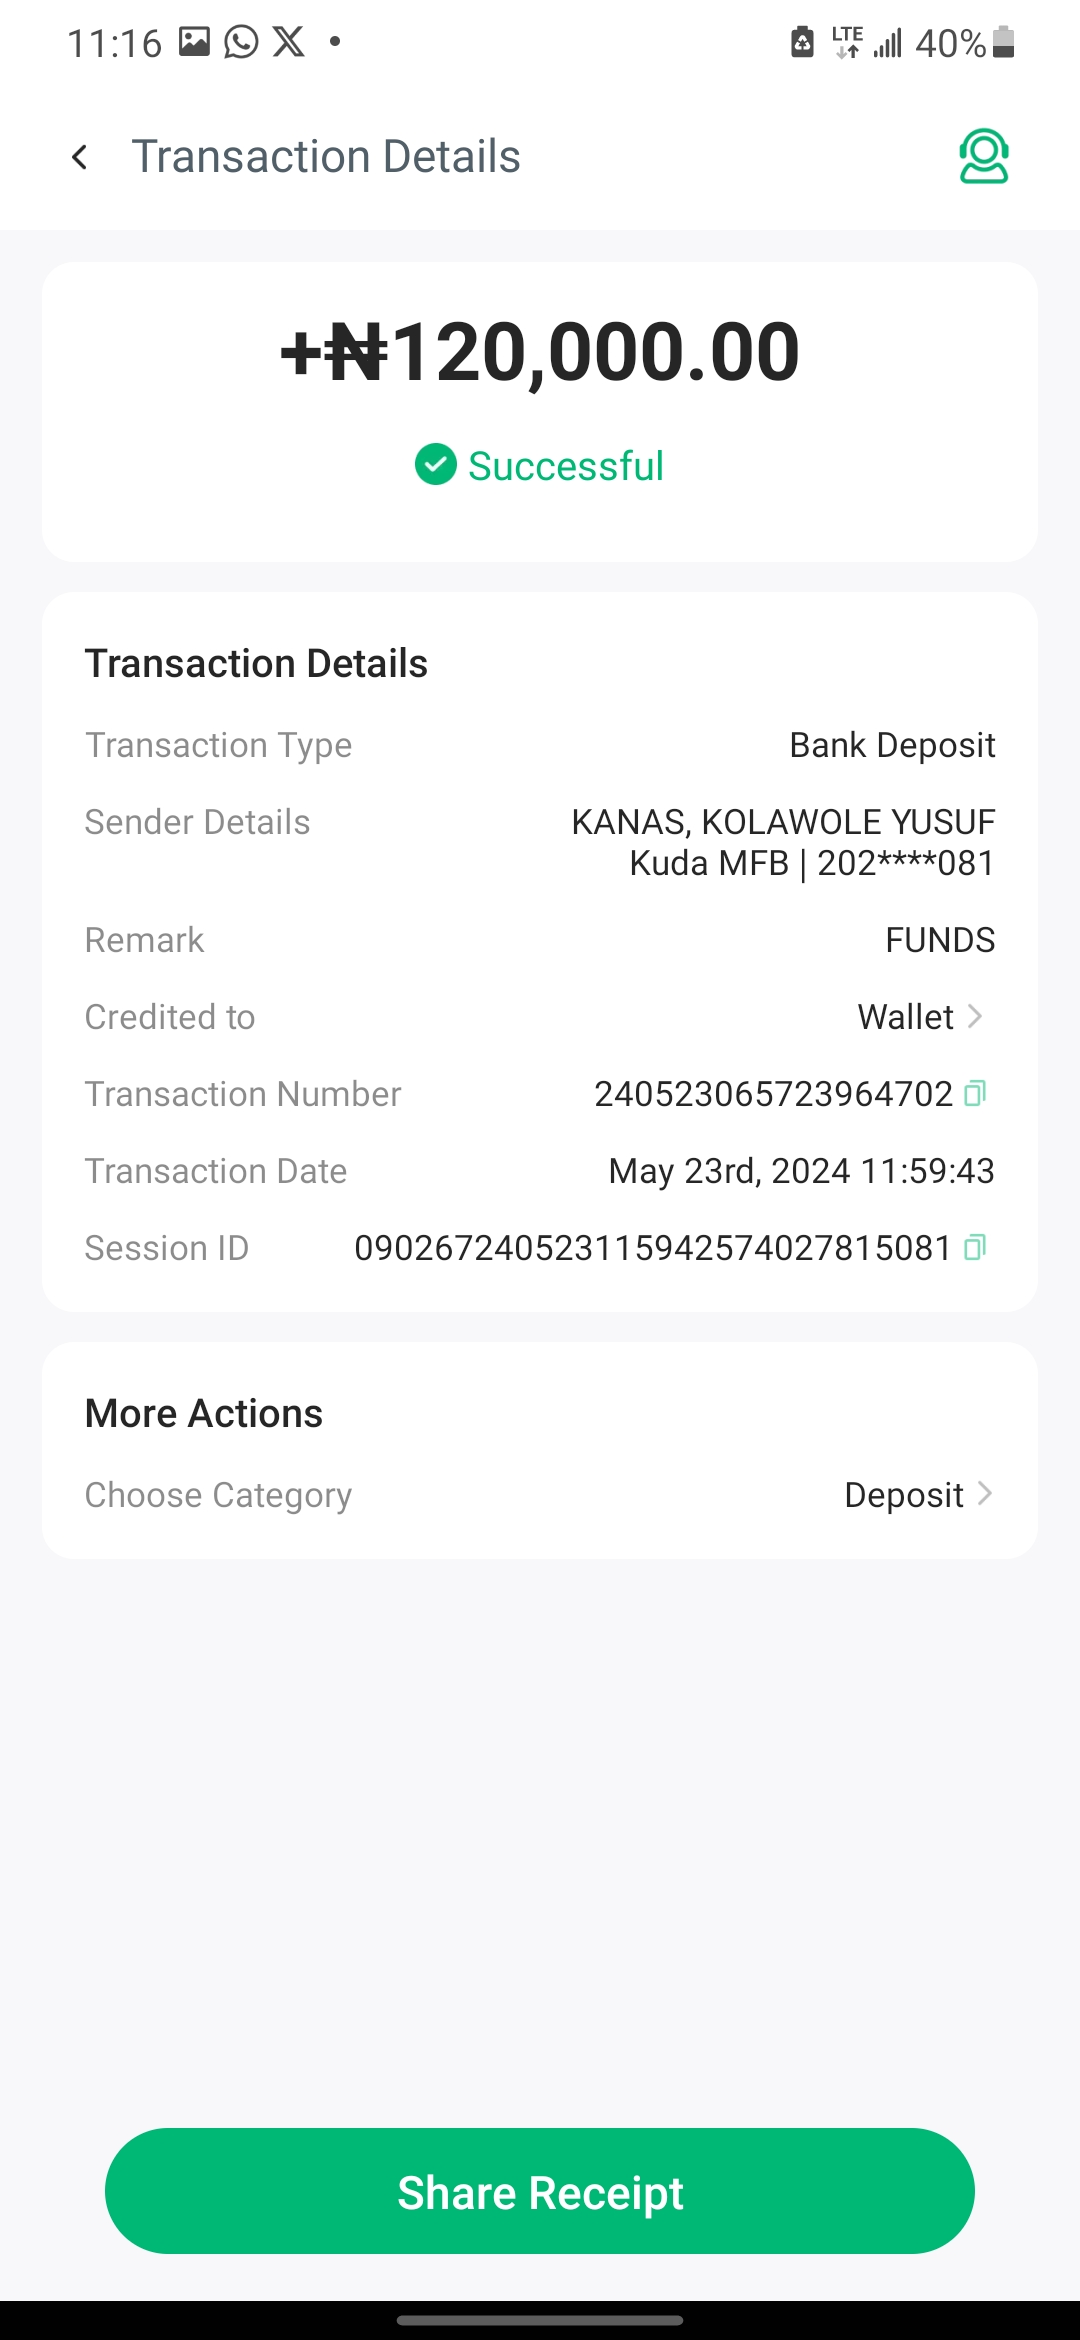 11:16 LTE 40%
Transaction Details
+₦120,000.00
Successful
Transaction Details
Transaction Type Bank Deposit
Sender Details KANAS, KOLAWOLE YUSUF
Kuda MFB | 202****081
Remark FUNDS
Credited to Wallet
Transaction Number 240523065723964702
Transaction Date May 23rd, 2024 11:59:43
Session ID 090267240523115942574027815081
More Actions
Choose Category Deposit
Share Receipt